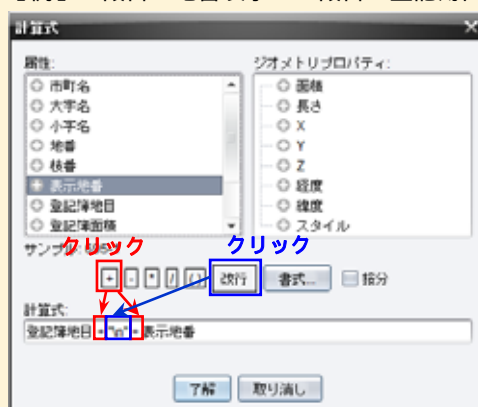 計算式
属性:
ジオメトリプロパティ:
市町名
大字名
小字名
地番
枝番
表示地番
登記簿地目
登記簿面積
面積
長さ
X
Y
Z
経度
緯度
スタイル
サンプル:
クリック
クリック
+ - * / ( ) 改行 書式... 按分
計算式:
登記簿地目 + "\n" + 表示地番
了解 取り消し